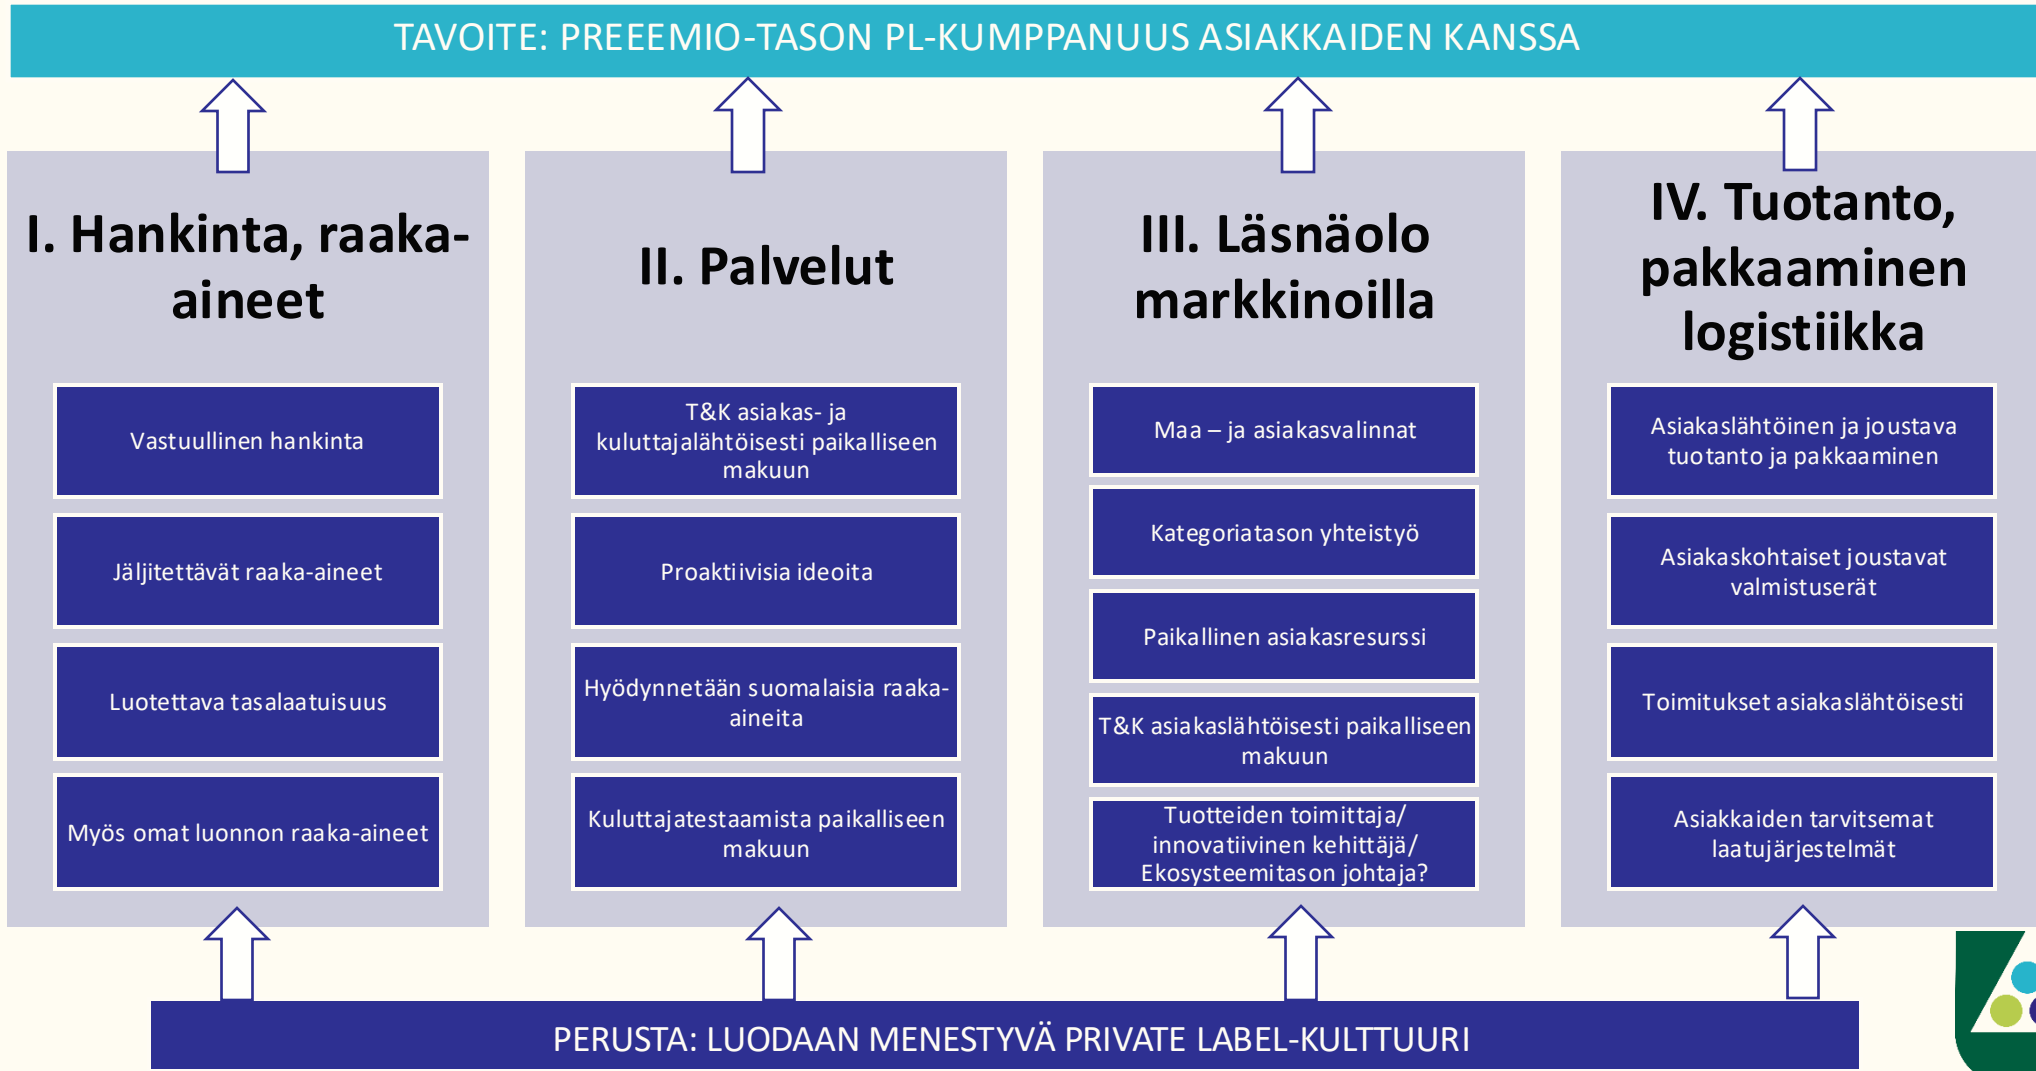 TAVOITE: PREEEMIO-TASON PL-KUMPPANUUS ASIAKKAIDEN KANSSA
I. Hankinta, raaka-
aineet
Vastuullinen hankinta
Jäljitettävät raaka-aineet
Luotettava tasalaatuisuus
Myös omat luonnon raaka-aineet
II. Palvelut
T&K asiakas- ja
kuluttajalähtöisesti paikalliseen
makuun
Proaktiivisia ideoita
Hyödynnetään suomalaisia raaka-
aineita
Kuluttajatestaamista paikalliseen
makuun
III. Läsnäolo
markkinoilla
Maa – ja asiakasvalinnat
Kategoriatason yhteistyö
Paikallinen asiakasresurssi
T&K asiakaslähtöisesti paikalliseen
makuun
Tuotteiden toimittaja/
innovatiivinen kehittäjä/
Ekosysteemitason johtaja?
IV. Tuotanto,
pakkaaminen
logistiikka
Asiakaslähtöinen ja joustava
tuotanto ja pakkaaminen
Asiakaskohtaiset joustavat
valmistuserät
Toimitukset asiakaslähtöisesti
Asiakkaiden tarvitsemat
laatujärjestelmät
PERUSTA: LUODAAN MENESTYVÄ PRIVATE LABEL-KULTTUURI